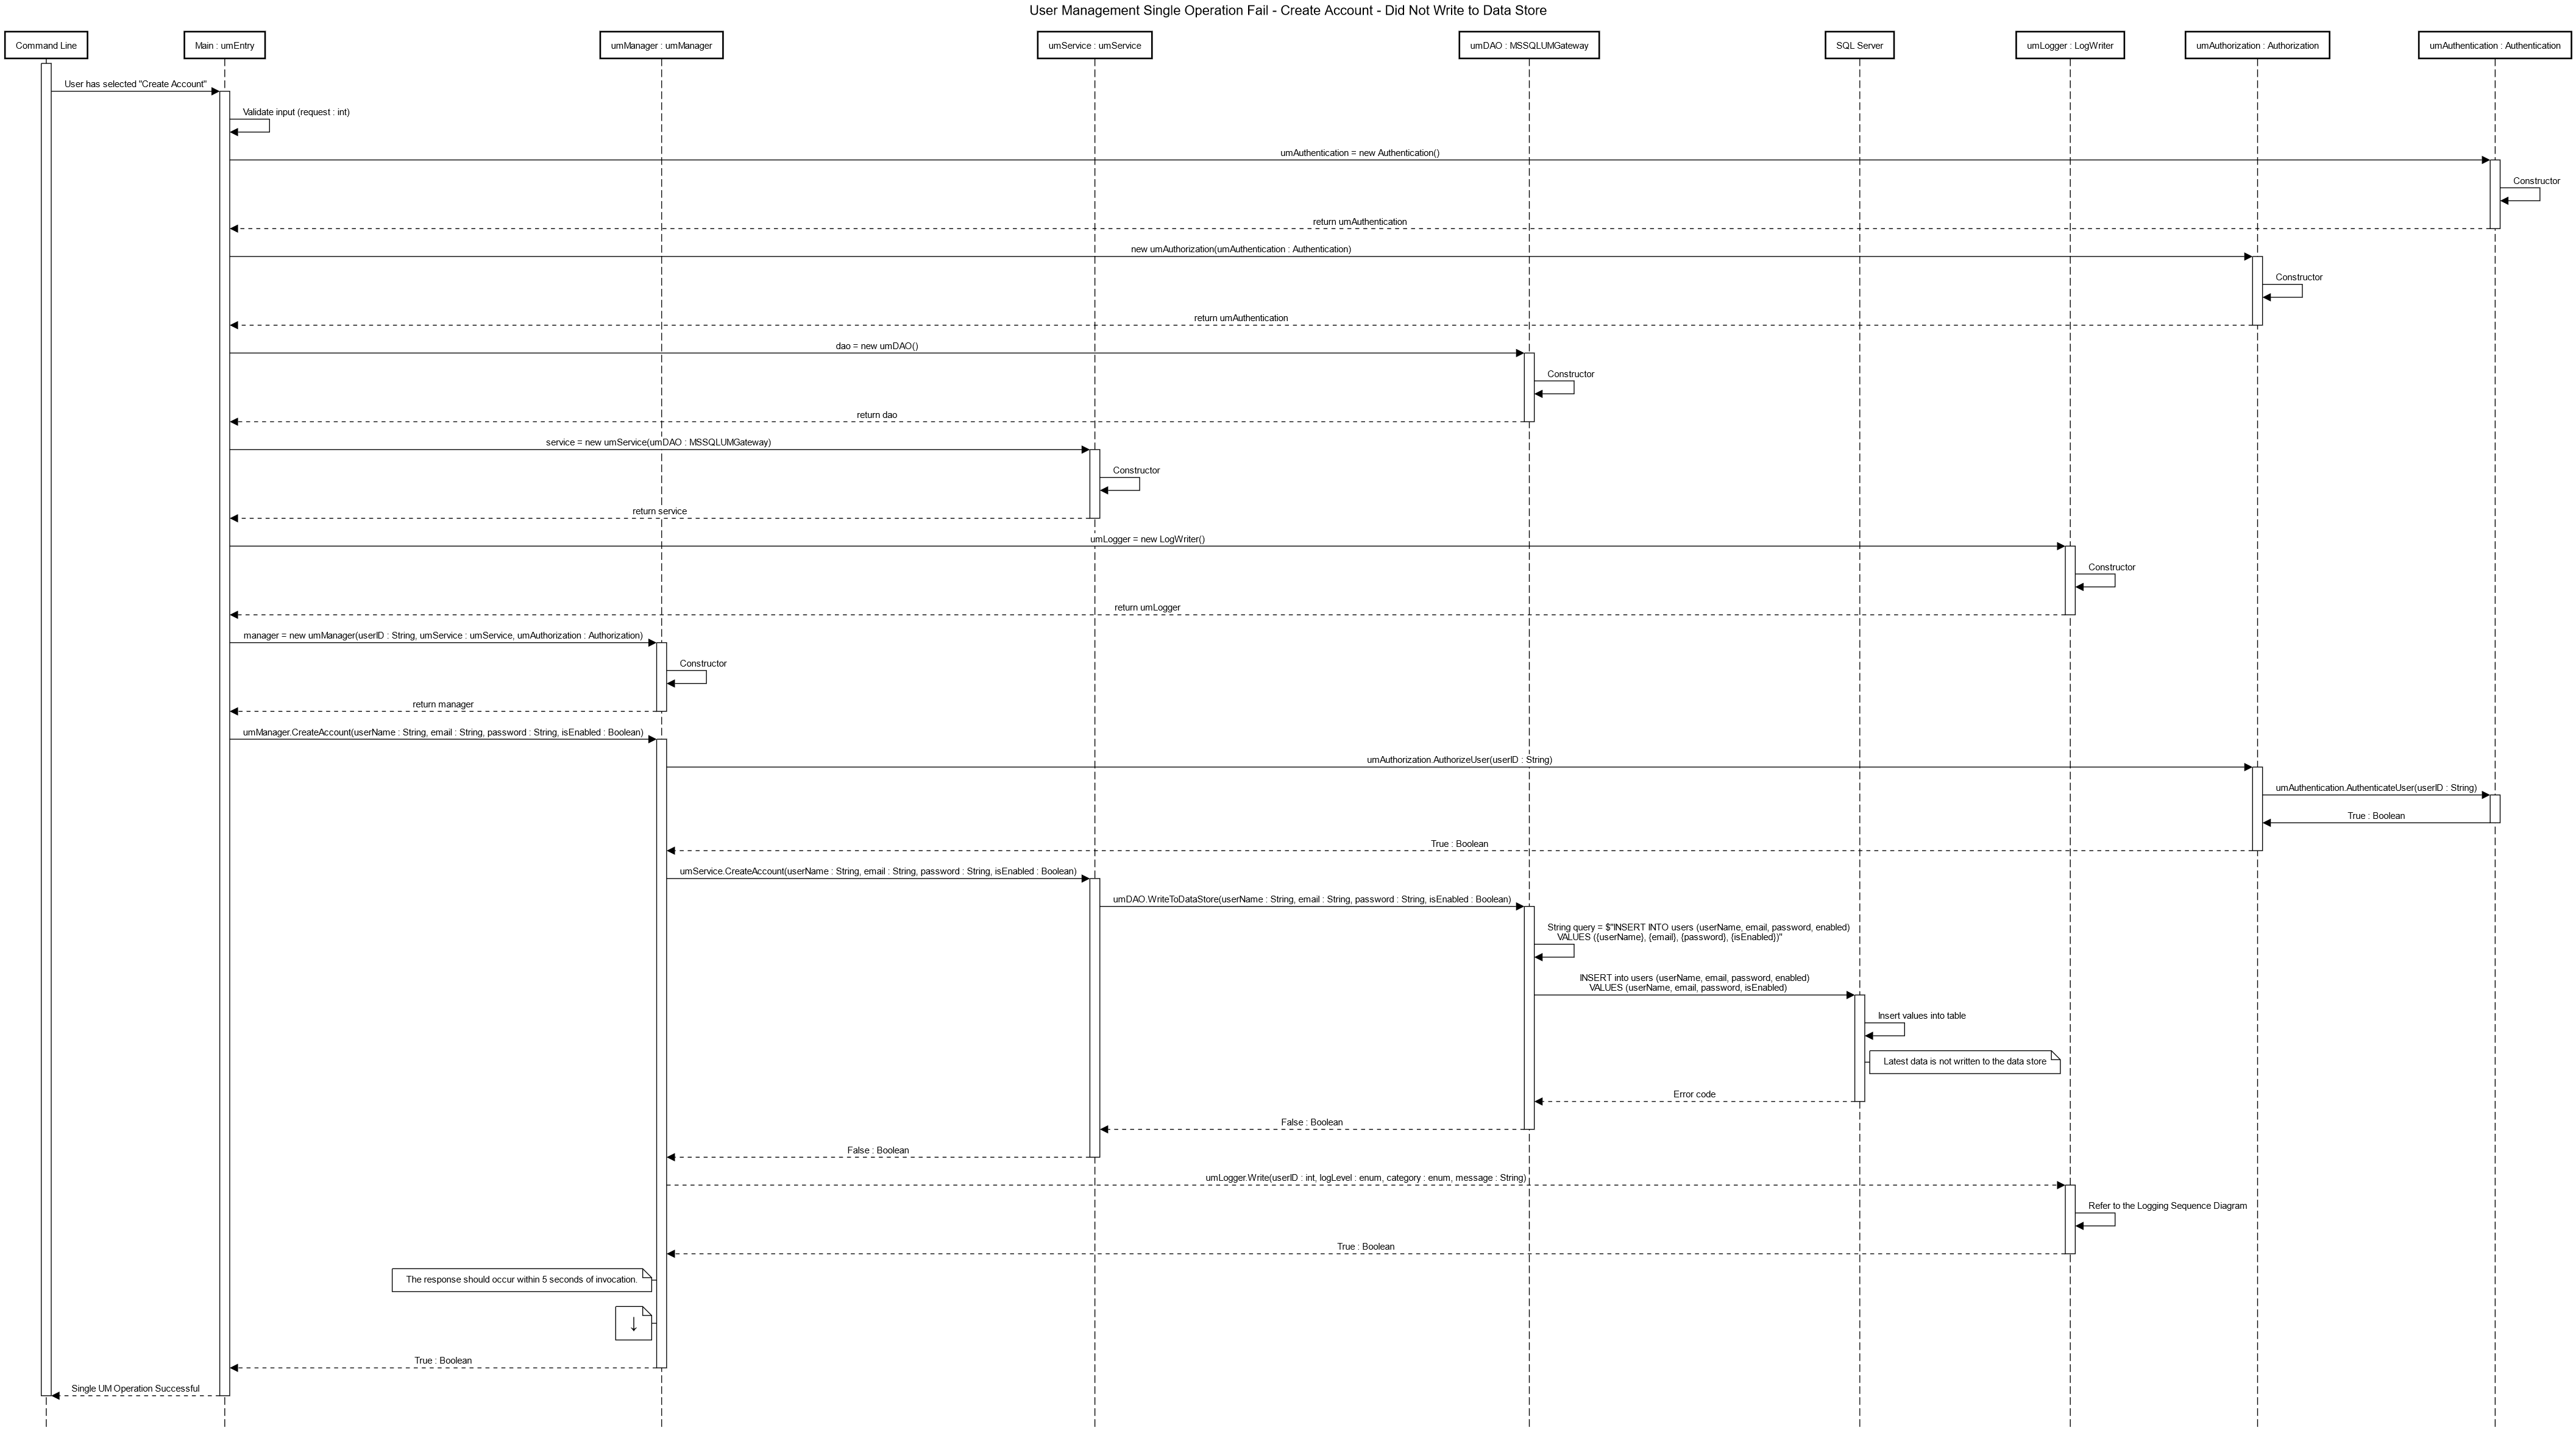 User Management Single Operation Fail - Create Account - Did Not Write to Data Store
Command Line
Main : umEntry
umManager : umManager
umService : umService
umDAO : MSSQLUMGateway
SQL Server
umLogger : LogWriter
umAuthorization : Authorization
umAuthentication : Authentication
User has selected "Create Account"
Validate input (request : int)
umAuthentication = new Authentication()
Constructor
return umAuthentication
new umAuthorization(umAuthentication : Authentication)
Constructor
return umAuthentication
dao = new umDAO()
Constructor
return dao
service = new umService(umDAO : MSSQLUMGateway)
Constructor
return service
umLogger = new LogWriter()
Constructor
return umLogger
manager = new umManager(userID : String, umService : umService, umAuthorization : Authorization)
Constructor
return manager
umManager.CreateAccount(userName : String, email : String, password : String, isEnabled : Boolean)
umAuthorization.AuthorizeUser(userID : String)
umAuthentication.AuthenticateUser(userID : String)
True : Boolean
True : Boolean
umService.CreateAccount(userName : String, email : String, password : String, isEnabled : Boolean)
umDAO.WriteToDataStore(userName : String, email : String, password : String, isEnabled : Boolean)
String query = $"INSERT INTO users (userName, email, password, enabled)
VALUES ({userName}, {email}, {password}, {isEnabled})"
INSERT into users (userName, email, password, enabled)
VALUES (userName, email, password, isEnabled)
Insert values into table
Latest data is not written to the data store
Error code
False : Boolean
False : Boolean
umLogger.Write(userID : int, logLevel : enum, category : enum, message : String)
Refer to the Logging Sequence Diagram
True : Boolean
The response should occur within 5 seconds of invocation.
↓
True : Boolean
Single UM Operation Successful